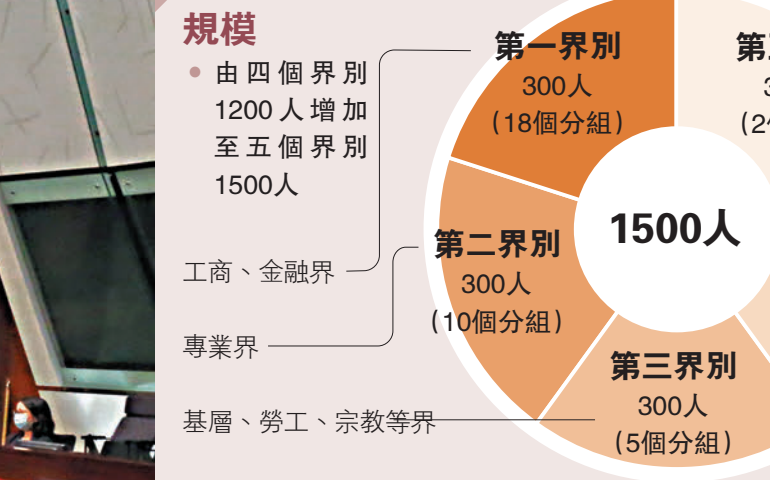 規模
由四個界別
1200人增加
至五個界別
1500人
工商、金融界
專業界
基層、勞工、宗教等界
第一界別
300人
(18個分組)
第二界別
300人
(10個分組)
第三界別
300人
(5個分組)
1500人
第
3
(2